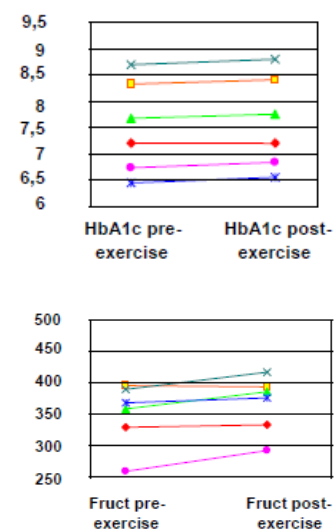 9,5
9
8,5
8
7,5
7
6,5
6
HbA1c pre-
exercise
HbA1c post-
exercise
500
450
400
350
300
250
Fruct pre-
exercise
Fruct post-
exercise